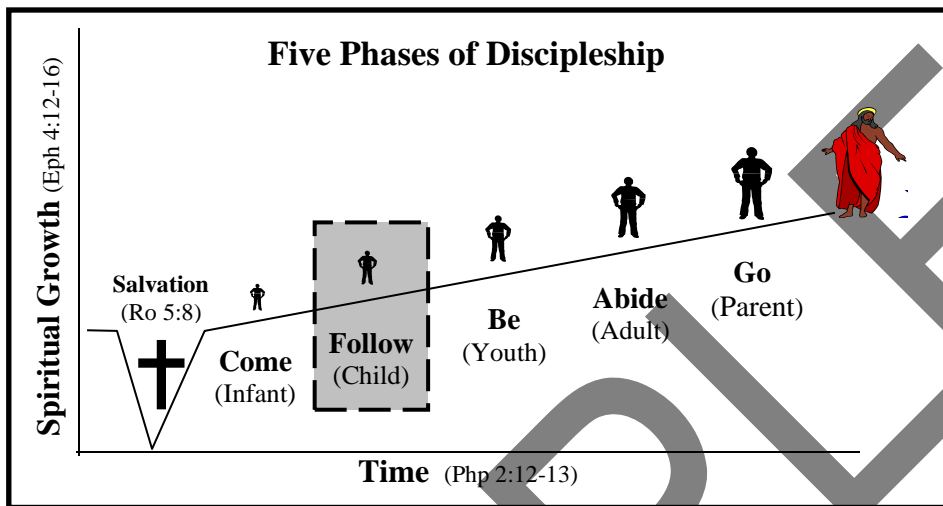 Five Phases of Discipleship
Spiritual Growth (Eph 4:12-16)
Salvation
(Ro 5:8)
Come
(Infant)
Follow
(Child)
Be
(Youth)
Abide
(Adult)
Go
(Parent)
Time (Php 2:12-13)